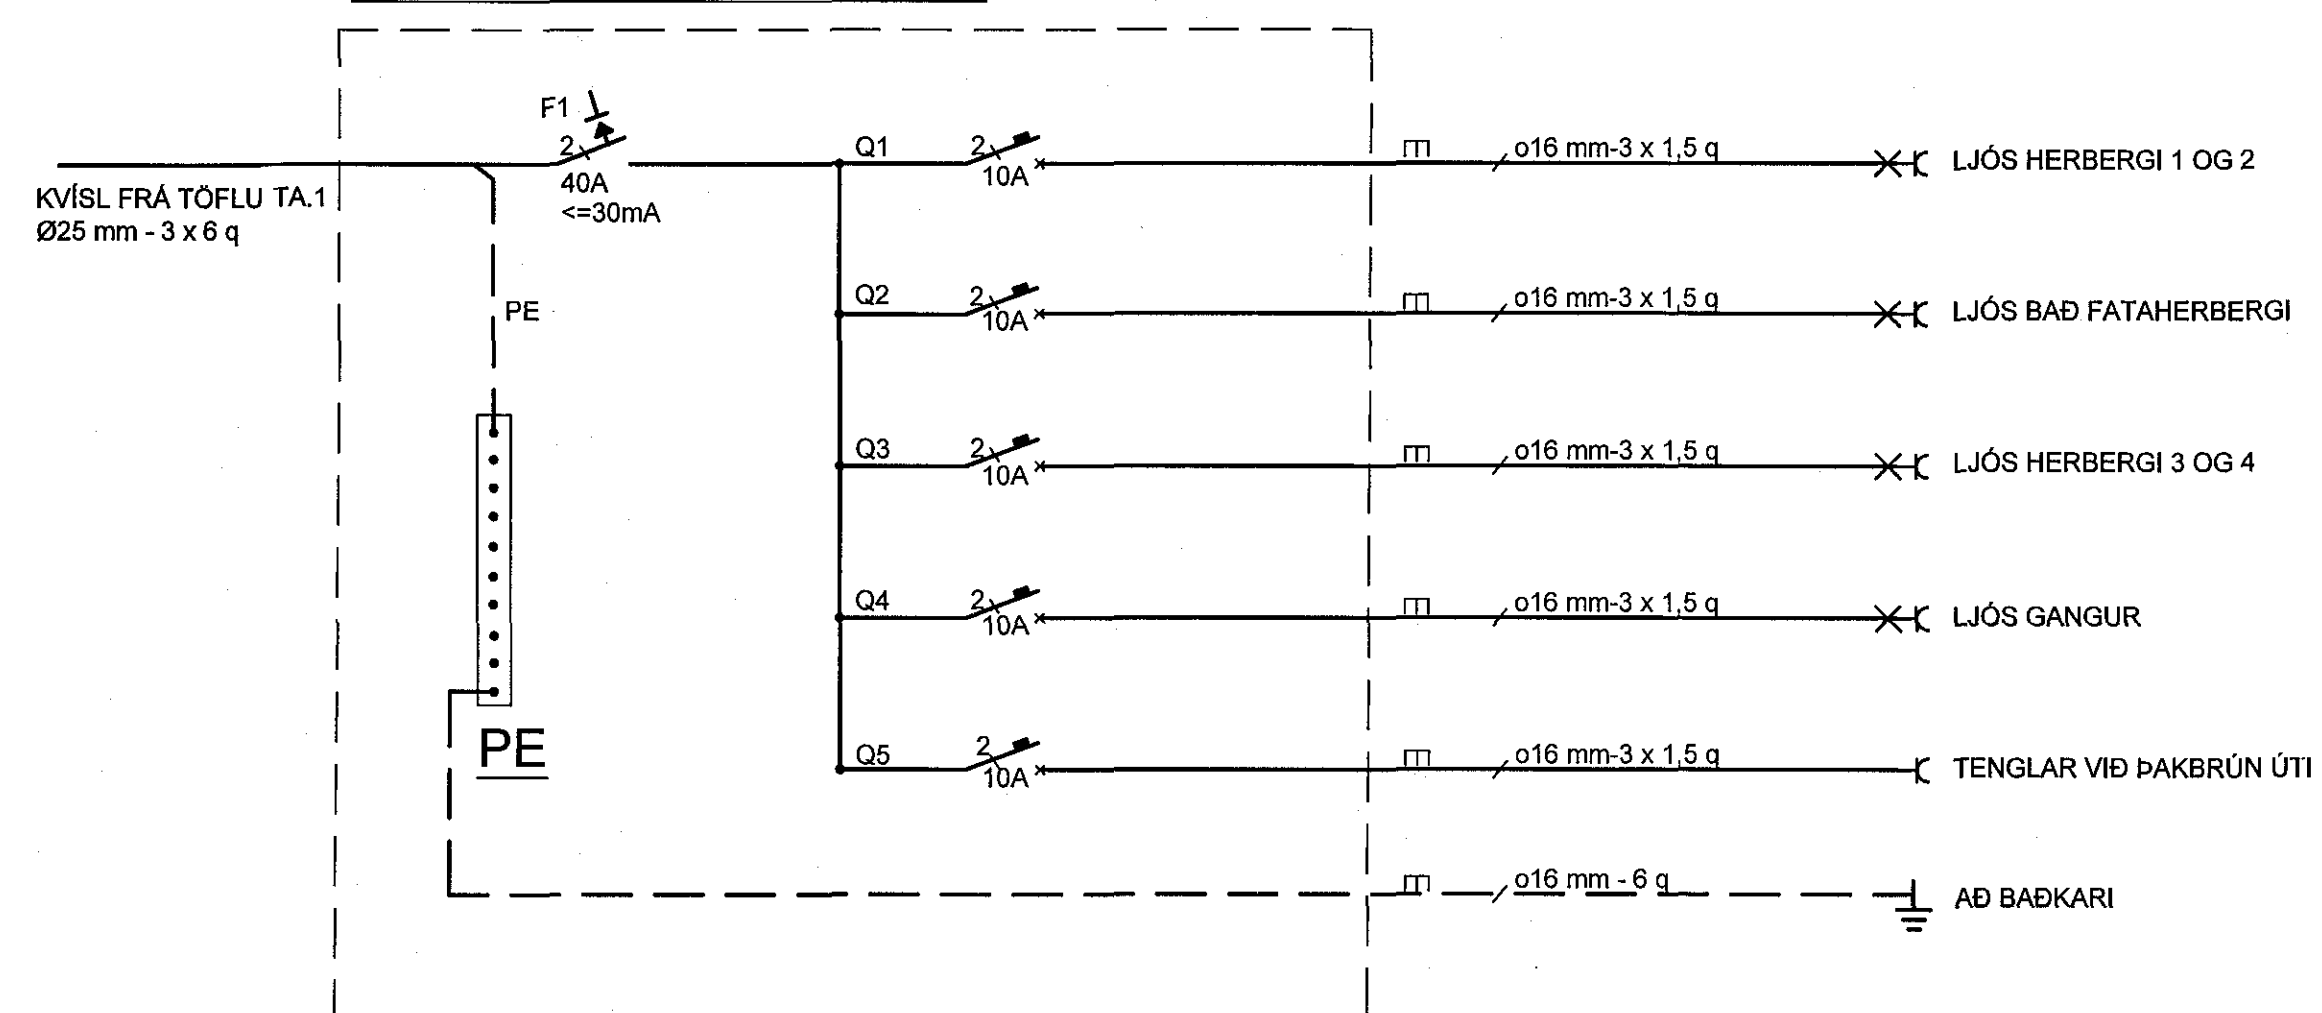 F1
2
40A
<=30mA
KVÍSL FRÁ TÖFLU TA.1
Ø25 mm - 3 x 6 q
PE
PE
Q1
2
10A
o16 mm-3 x 1,5 q
LJÓS HERBERGI 1 OG 2
Q2
2
10A
o16 mm-3 x 1,5 q
LJÓS BAÐ FATAHERBERGI
Q3
2
10A
o16 mm-3 x 1,5 q
LJÓS HERBERGI 3 OG 4
Q4
2
10A
o16 mm-3 x 1,5 q
LJÓS GANGUR
Q5
2
10A
o16 mm-3 x 1,5 q
TENGLAR VIÐ ÞAKBRÚN ÚTI
o16 mm - 6 q
AÐ BAÐKARI